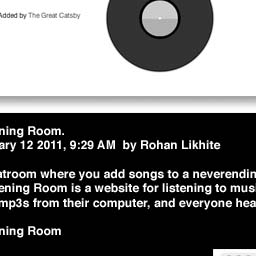 Added by The Great Catsby
ning Room.
ary 12 2011, 9:29 AM by Rohan Likhite
atroom where you add songs to a neverendin
ening Room is a website for listening to mus
mp3s from their computer, and everyone hea
ning Room